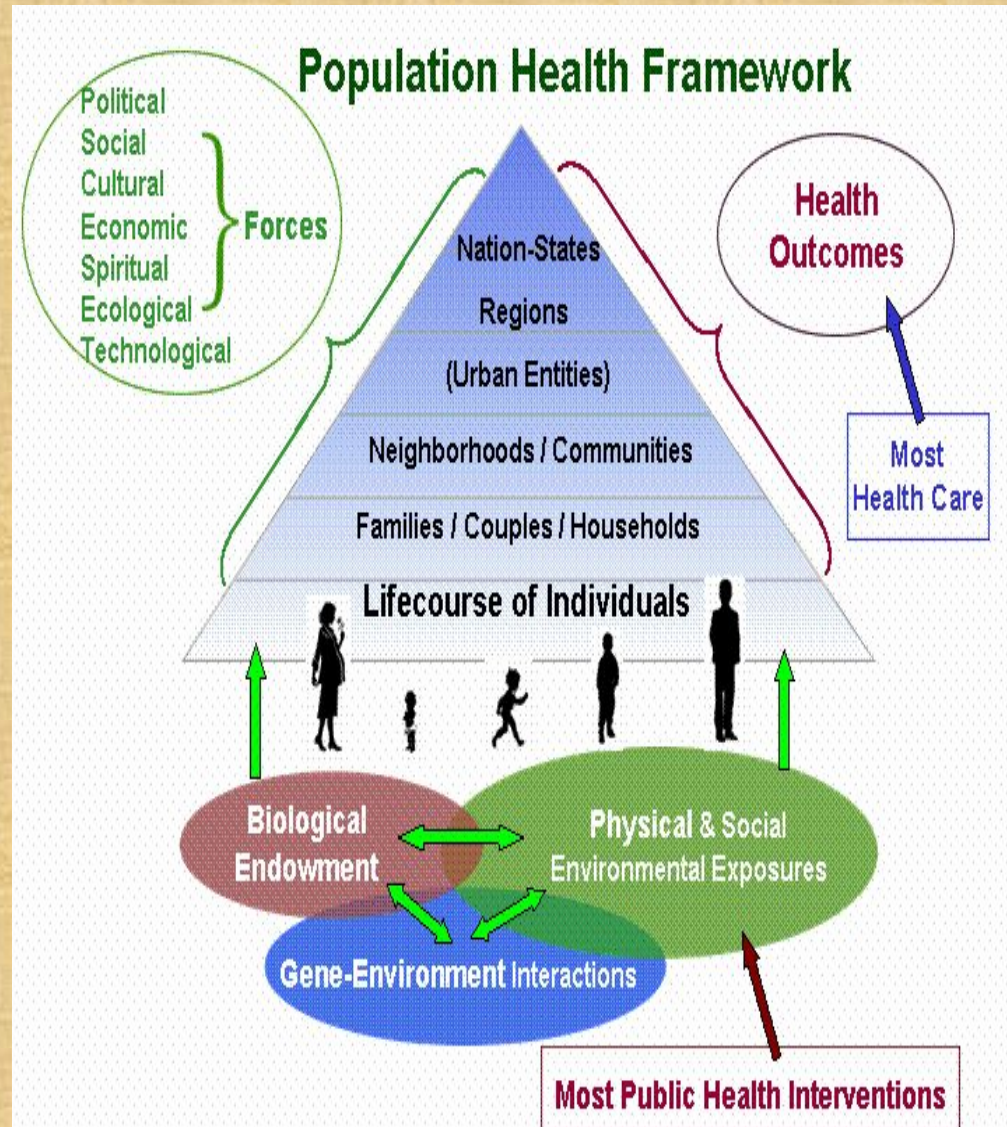 Population Health Framework
Political
Social
Cultural
Economic
Spiritual
Ecological
Technological
Forces
Health
Outcomes
Nation-States
Regions
(Urban Entities)
Neighborhoods / Communities
Families / Couples / Households
Lifecourse of Individuals
Most
Health Care
Biological
Endowment
Physical & Social
Environmental Exposures
Gene-Environment Interactions
Most Public Health Interventions